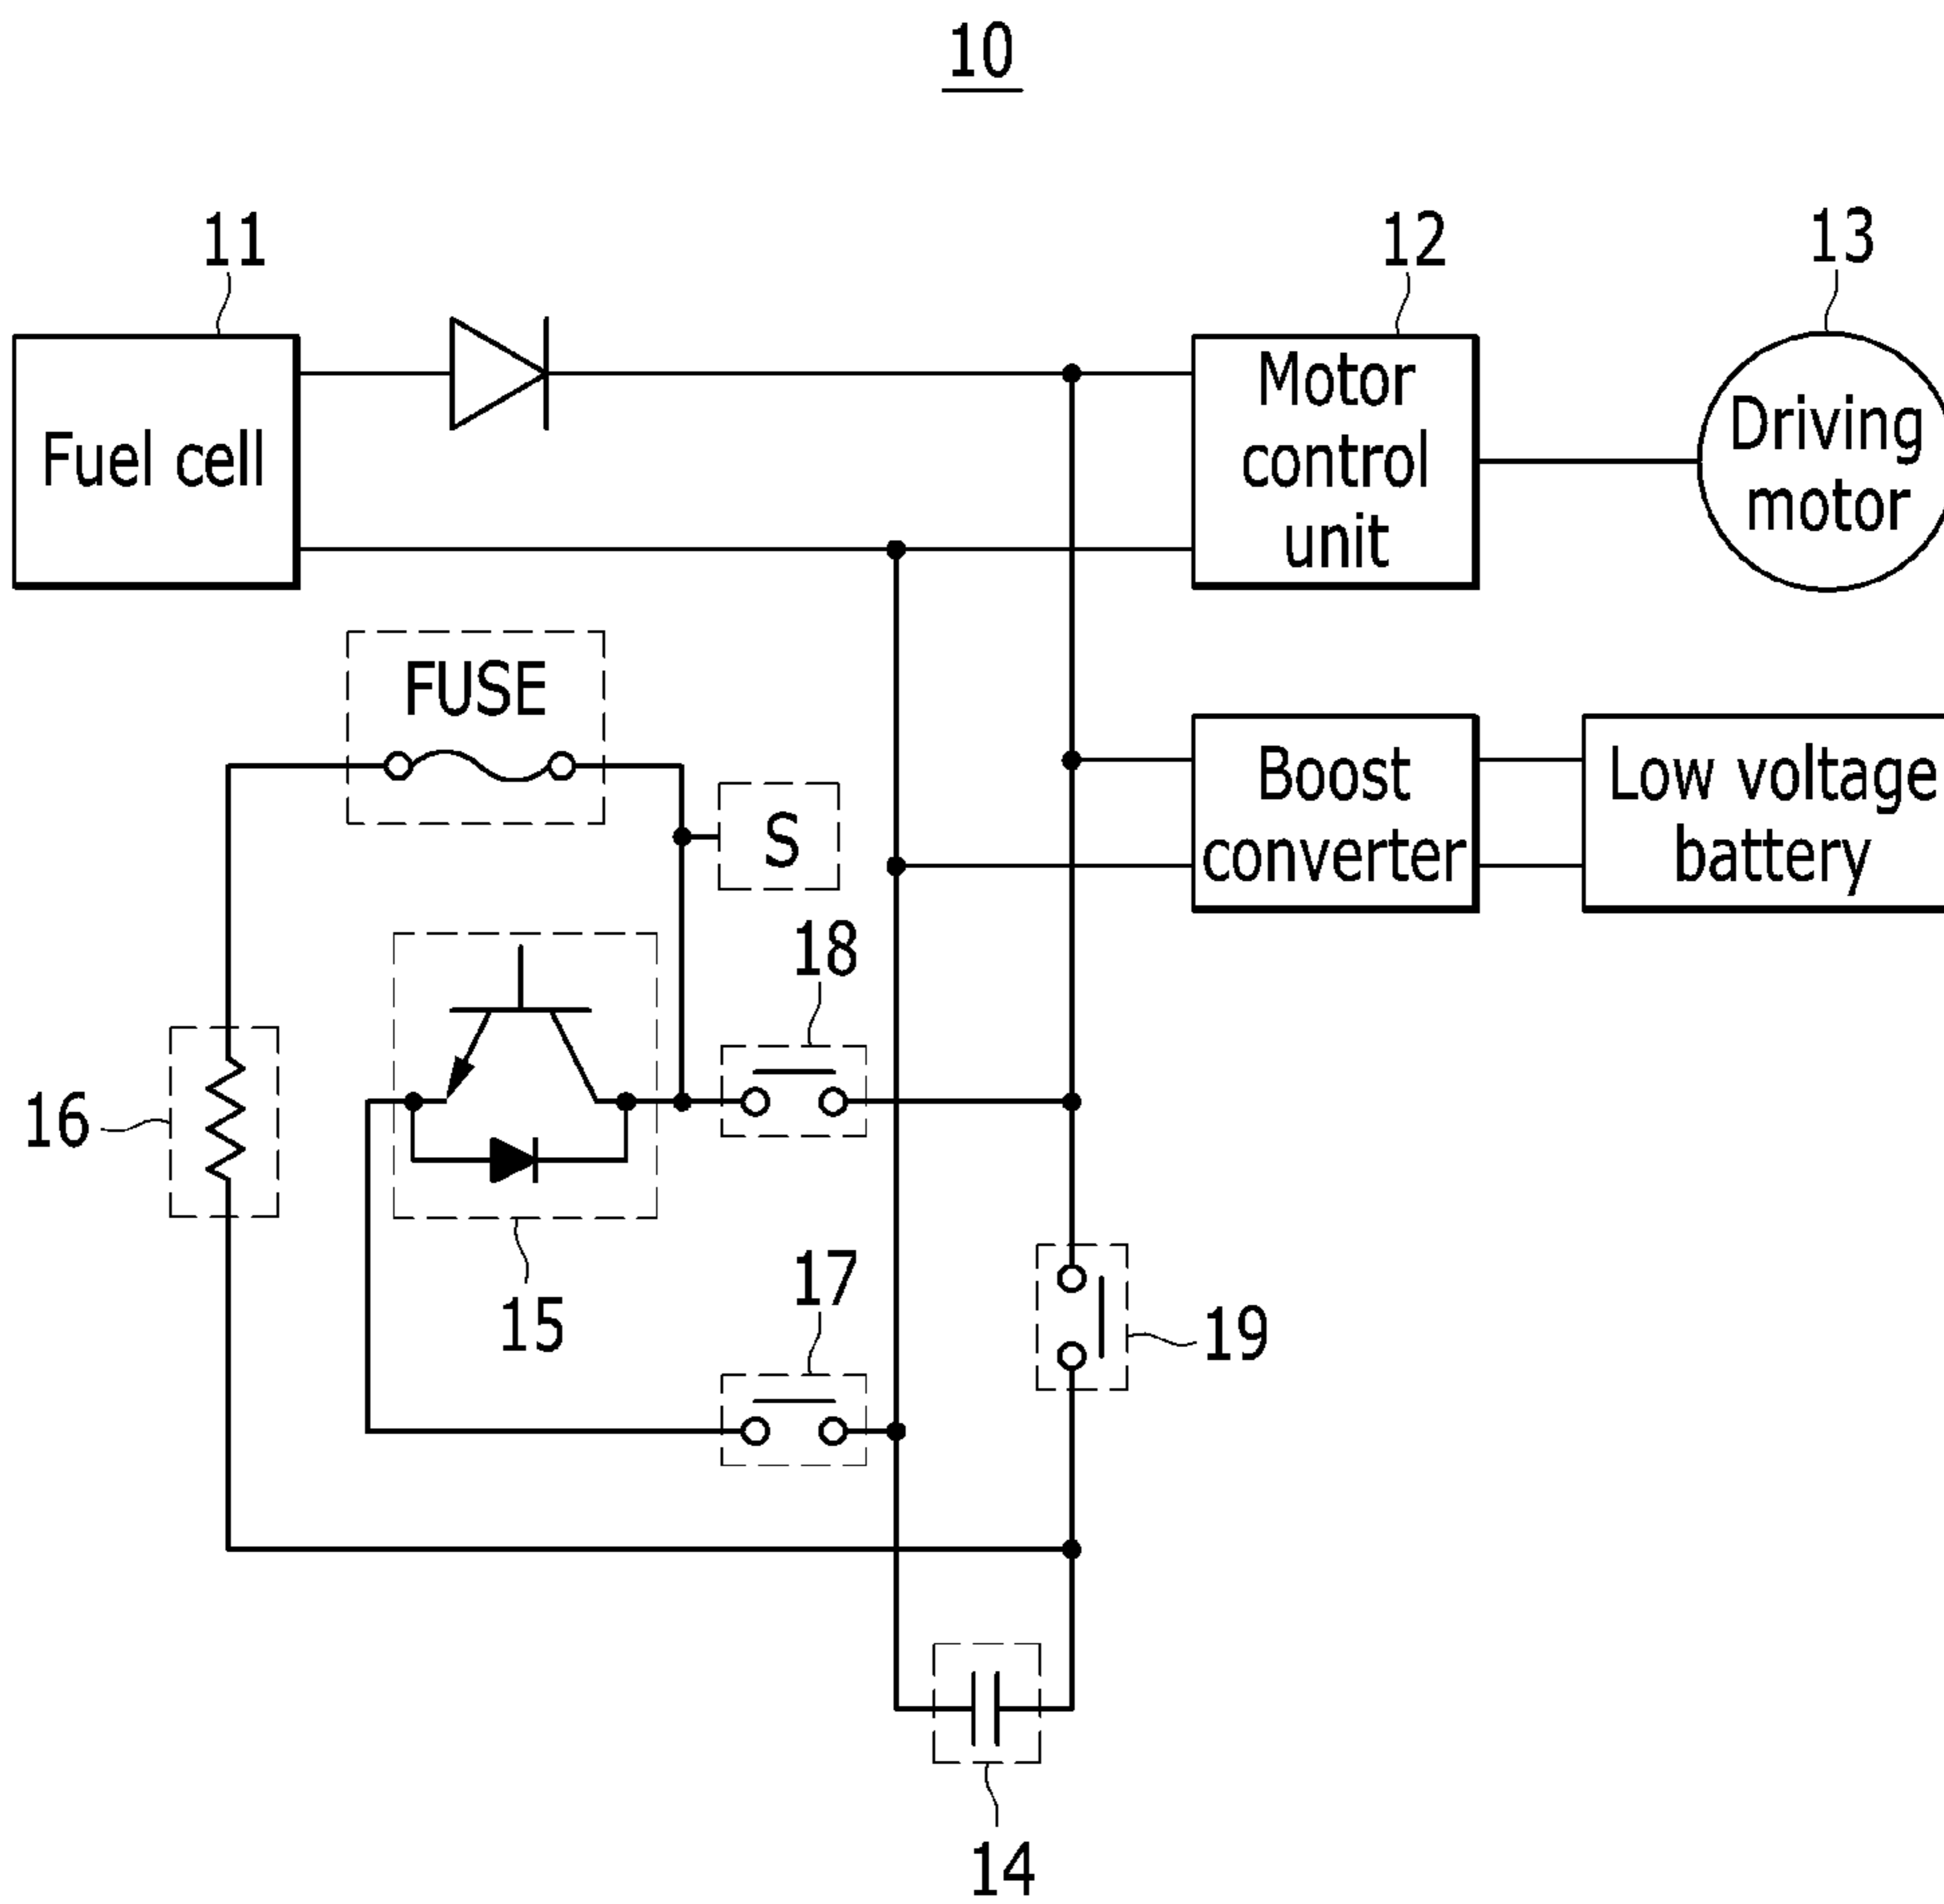 10
11
12
13
Fuel cell
Motor
control
unit
Driving
motor
FUSE
S
Boost
converter
Low voltage
battery
18
16
15
17
19
14